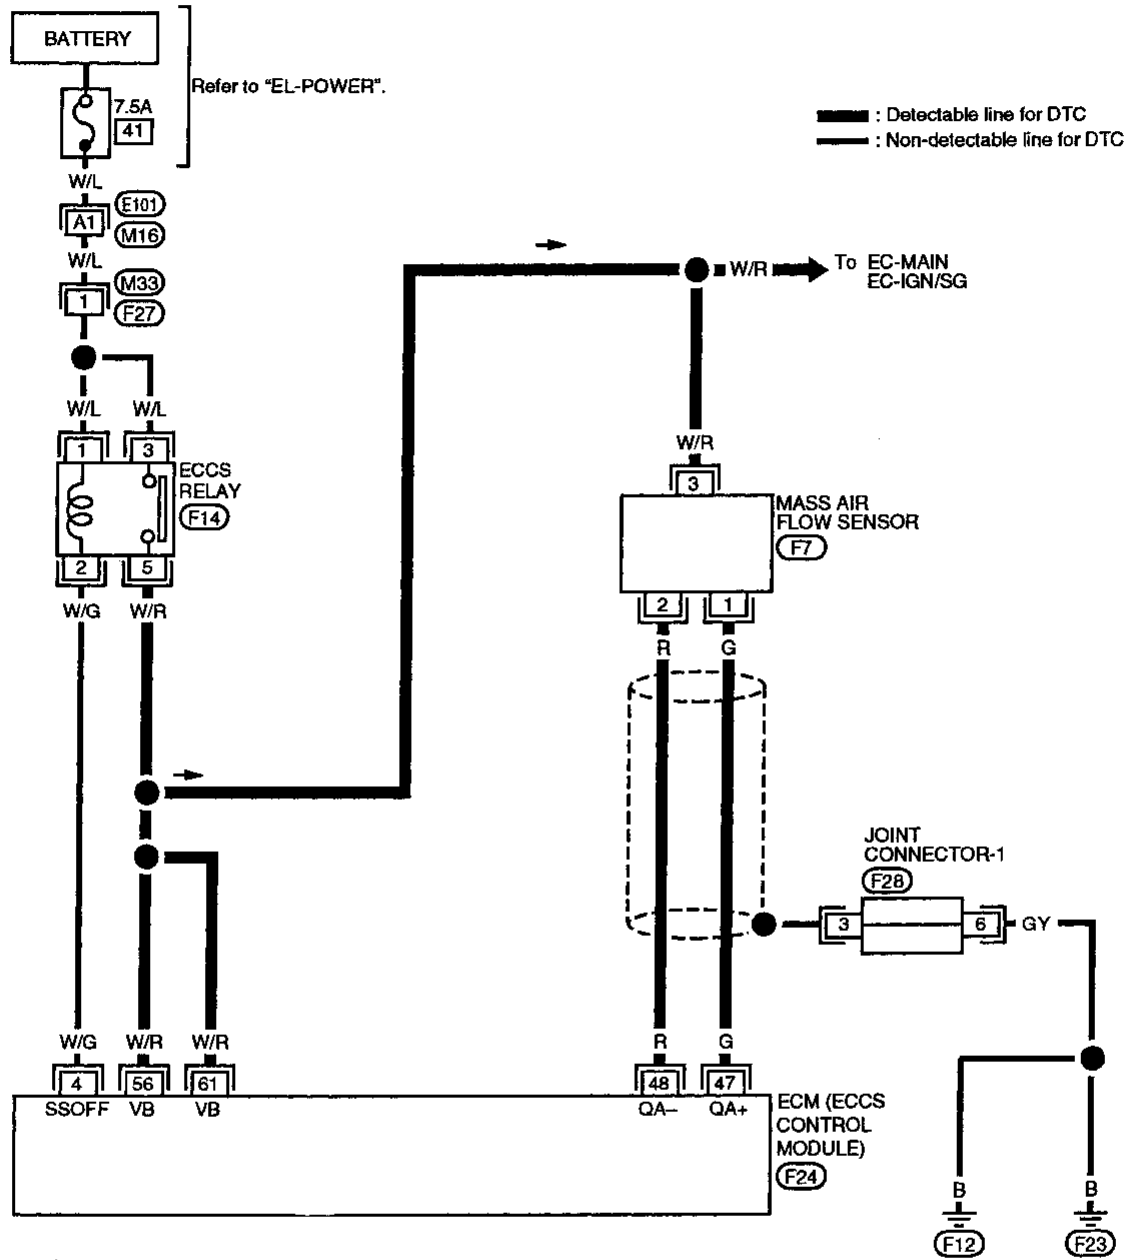 BATTERY
Refer to "EL-POWER".
7.5A
41
: Detectable line for DTC
: Non-detectable line for DTC
W/L
E101
A1
M16
W/L
M33
1
F27
W/R
To EC-MAIN
EC-IGN/SG
W/L W/L
1 3
ECCS
RELAY
F14
2 5
W/G W/R
W/R
3
MASS AIR
FLOW SENSOR
F7
2 1
R G
JOINT
CONNECTOR-1
F28
3 6 GY
W/G W/R W/R R G
4 56 61 48 47
SSOFF VB VB QA– QA+
ECM (ECCS
CONTROL
MODULE)
F24
B B
F12 F23